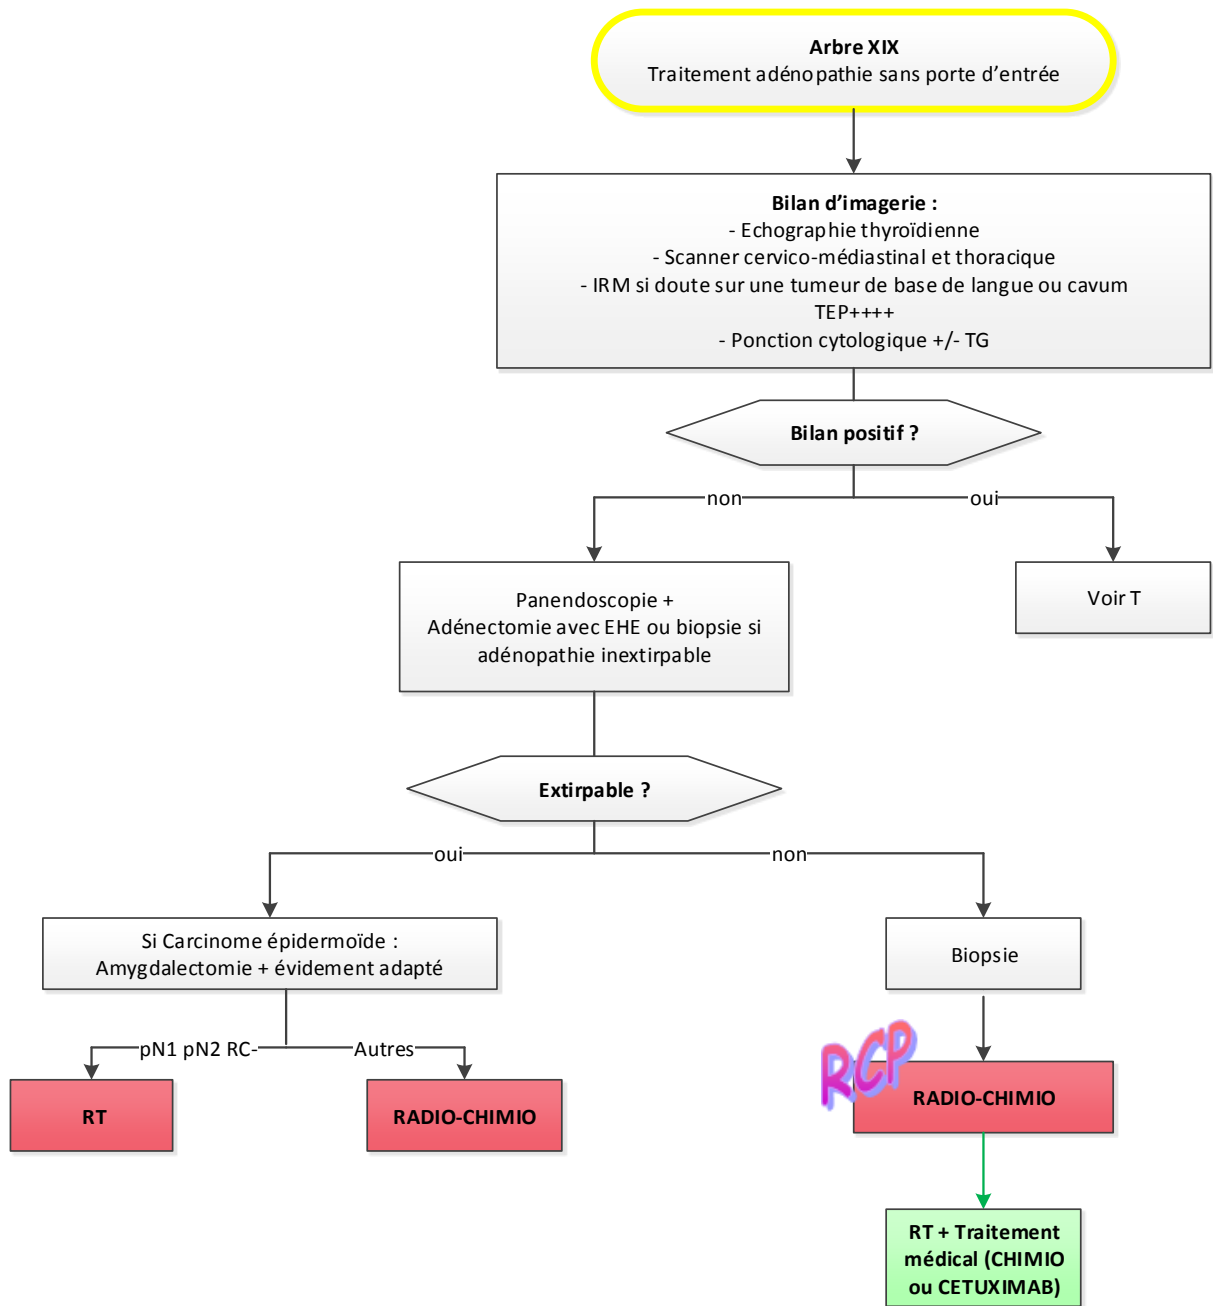 Arbre XIX
Traitement adénopathie sans porte d'entrée
Bilan d'imagerie :
- Echographie thyroïdienne
- Scanner cervico-médiastinal et thoracique
- IRM si doute sur une tumeur de base de langue ou cavum
TEP++++
- Ponction cytologique +/- TG
Bilan positif ?
non
oui
Panendoscopie +
Adénectomie avec EHE ou biopsie si
adénopathie inextirpable
Voir T
Extirpable ?
oui
non
Si Carcinome épidermoïde :
Amygdalectomie + évidement adapté
Biopsie
pN1 pN2 RC-
Autres
RCP
RT
RADIO-CHIMIO
RADIO-CHIMIO
RT + Traitement
médical (CHIMIO
ou CETUXIMAB)